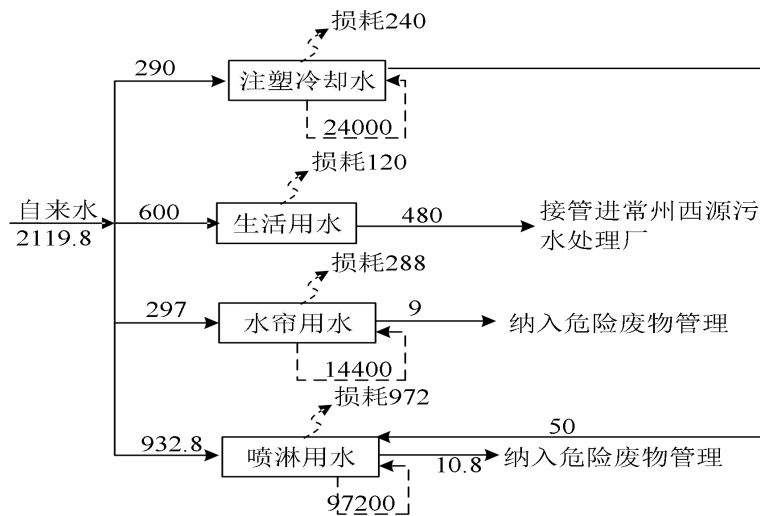 损耗240
290
注塑冷却水
24000
损耗120
自来水
2119.8
600
生活用水
480
接管进常州西源污
水处理厂
损耗288
297
水帘用水
9
纳入危险废物管理
14400
损耗972
50
932.8
喷淋用水
10.8
纳入危险废物管理
97200